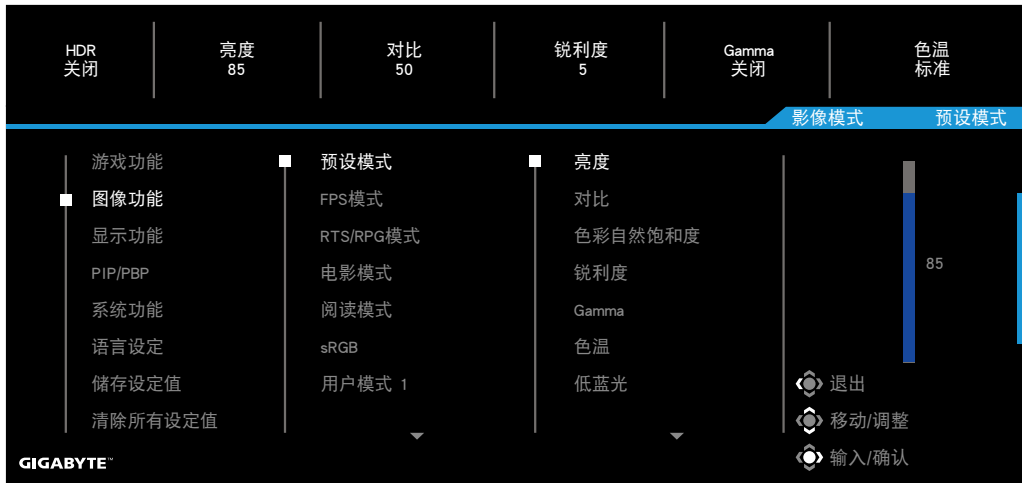 HDR
关闭
亮度
85
对比
50
锐利度
5
Gamma
关闭
色温
标准
影像模式 预设模式
游戏功能
图像功能
显示功能
PIP/PBP
系统功能
语言设定
储存设定值
清除所有设定值
预设模式
FPS模式
RTS/RPG模式
电影模式
阅读模式
sRGB
用户模式 1
亮度
对比
色彩自然饱和度
锐利度
Gamma
色温
低蓝光
85
退出
移动/调整
输入/确认
GIGABYTE™